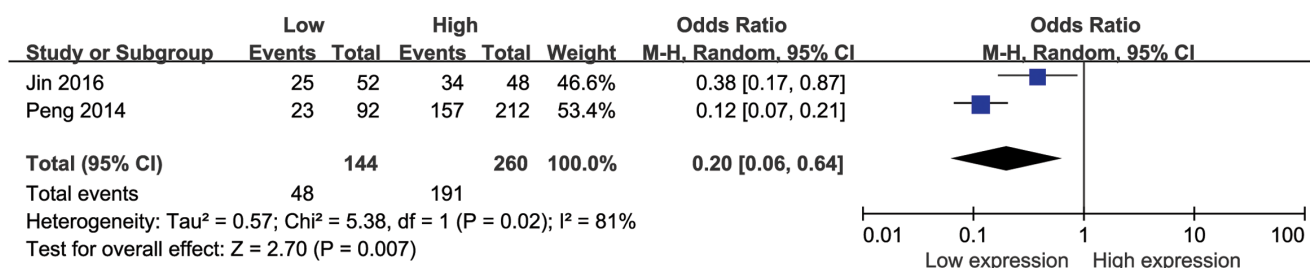 Low High Odds Ratio Odds Ratio
Study or Subgroup Events Total Events Total Weight M-H, Random, 95% CI M-H, Random, 95% CI
Jin 2016 25 52 34 48 46.6% 0.38 [0.17, 0.87]
Peng 2014 23 92 157 212 53.4% 0.12 [0.07, 0.21]
Total (95% CI) 144 260 100.0% 0.20 [0.06, 0.64]
Total events 48 191
Heterogeneity: Tau² = 0.57; Chi² = 5.38, df = 1 (P = 0.02); I² = 81%
Test for overall effect: Z = 2.70 (P = 0.007)
0.01 0.1 1 10 100
Low expression High expression